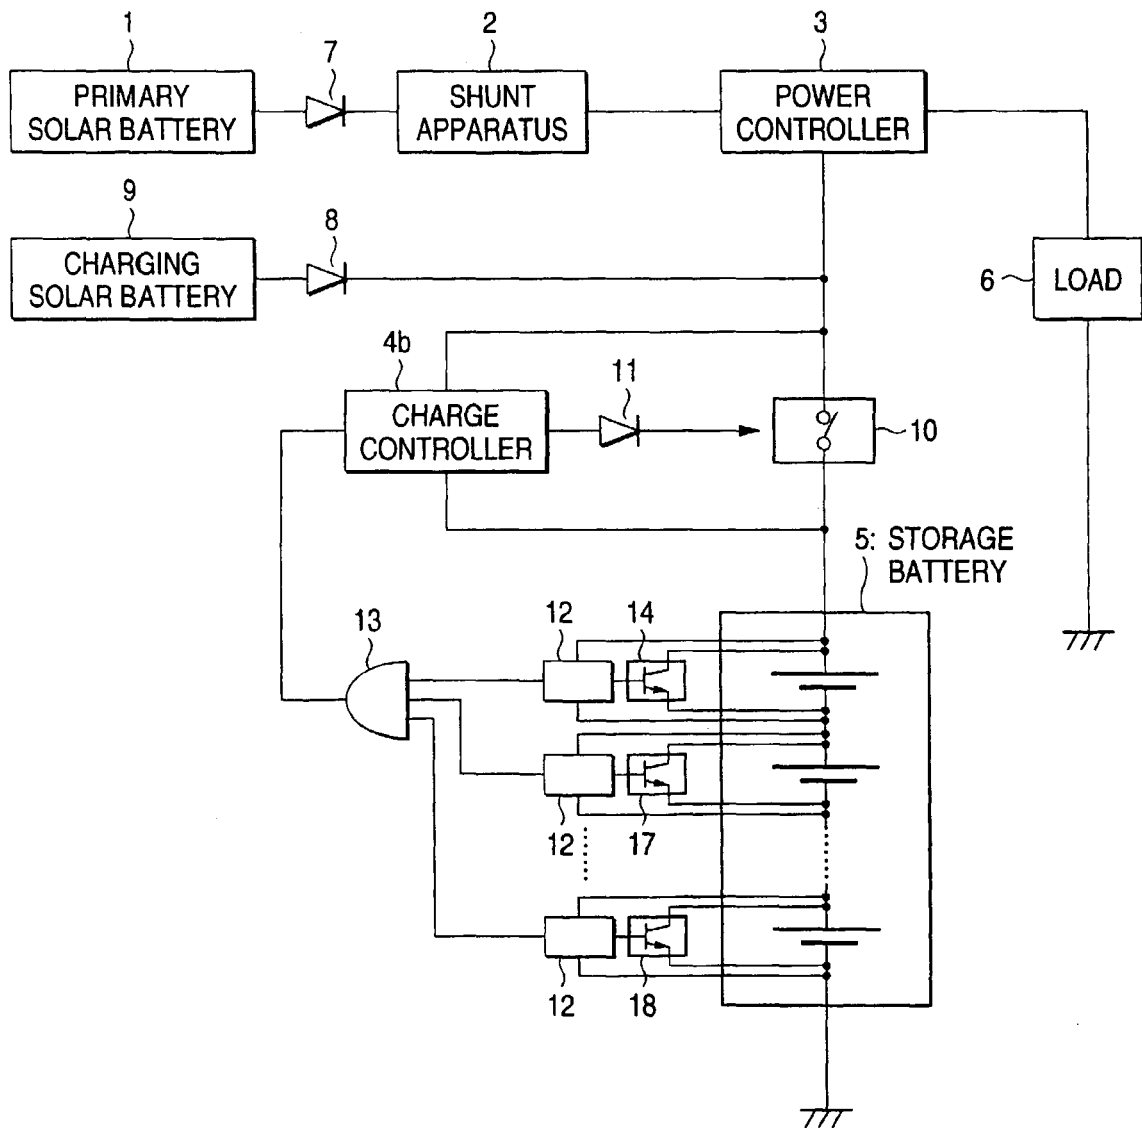 1
7
2
3
PRIMARY
SOLAR BATTERY
SHUNT
APPARATUS
POWER
CONTROLLER
9
8
CHARGING
SOLAR BATTERY
6
LOAD
4b
11
CHARGE
CONTROLLER
10
5: STORAGE
BATTERY
13
12
14
12
17
12
18